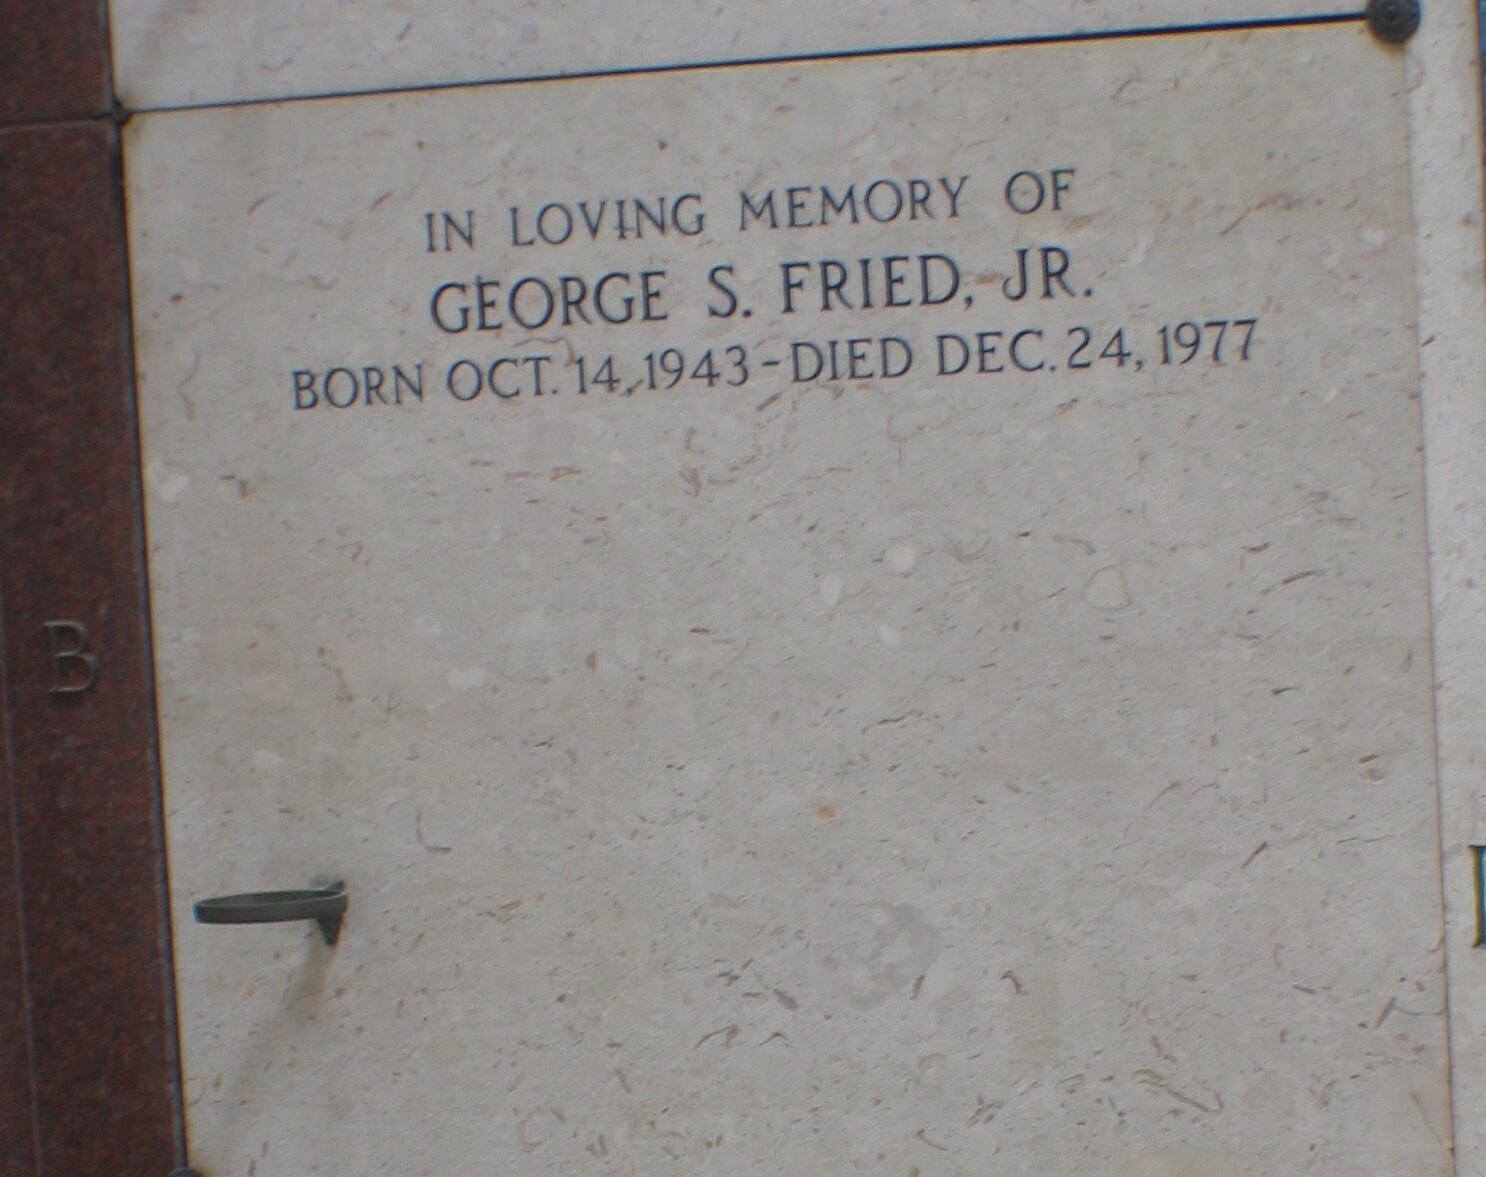 IN LOVING MEMORY OF
GEORGE S. FRIED, JR.
BORN OCT. 14, 1943 - DIED DEC. 24, 1977
B